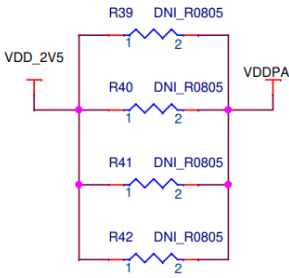 R39 DNI_R0805
1 2
VDD_2V5
VDDPA
R40 DNI_R0805
1 2
R41 DNI_R0805
1 2
R42 DNI_R0805
1 2